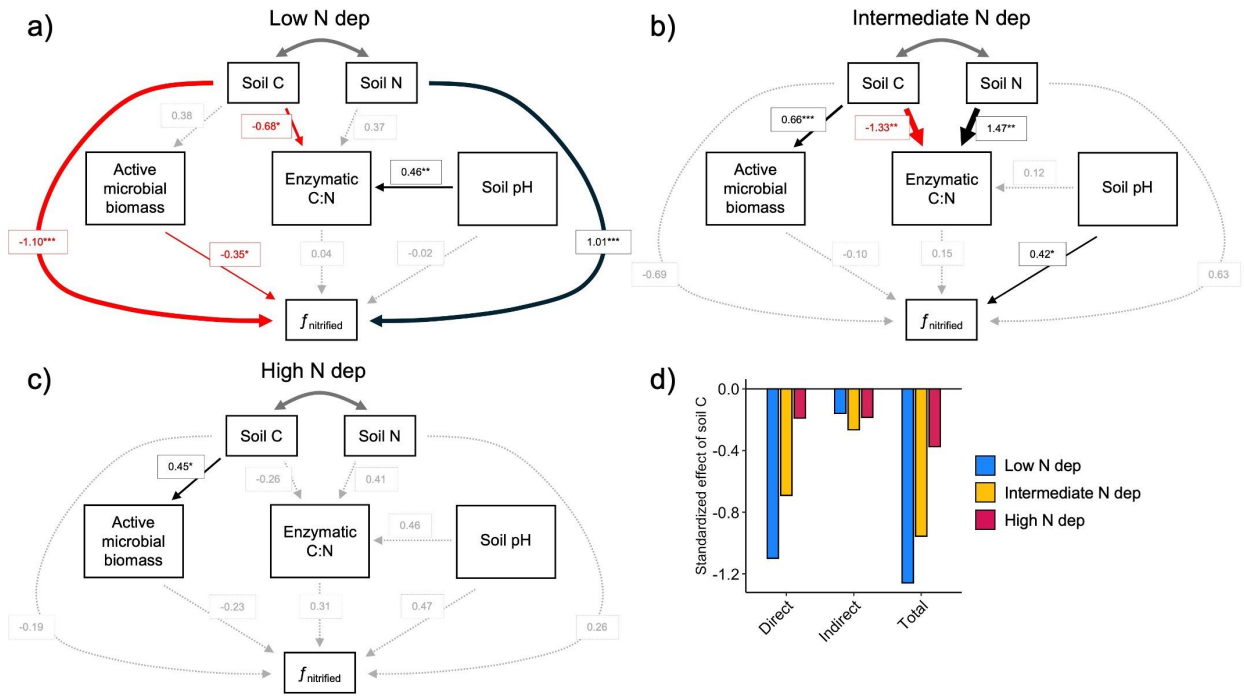 a)
Low N dep
Soil C
Soil N
0.38
-0.68*
0.37
Active
microbial
biomass
Enzymatic
C:N
0.46**
Soil pH
-1.10***
-0.35*
0.04
-0.02
1.01***
f nitrified
b)
Intermediate N dep
Soil C
Soil N
0.66***
-1.33**
1.47**
Active
microbial
biomass
Enzymatic
C:N
0.12
Soil pH
-0.69
-0.10
0.15
0.42*
0.63
f nitrified
c)
High N dep
Soil C
Soil N
0.45*
-0.26
0.41
Active
microbial
biomass
Enzymatic
C:N
0.46
Soil pH
-0.19
-0.23
0.31
0.47
0.26
f nitrified
d)
Standardized effect of soil C
0.0
-0.4
-0.8
-1.2
Direct
Indirect
Total
Low N dep
Intermediate N dep
High N dep